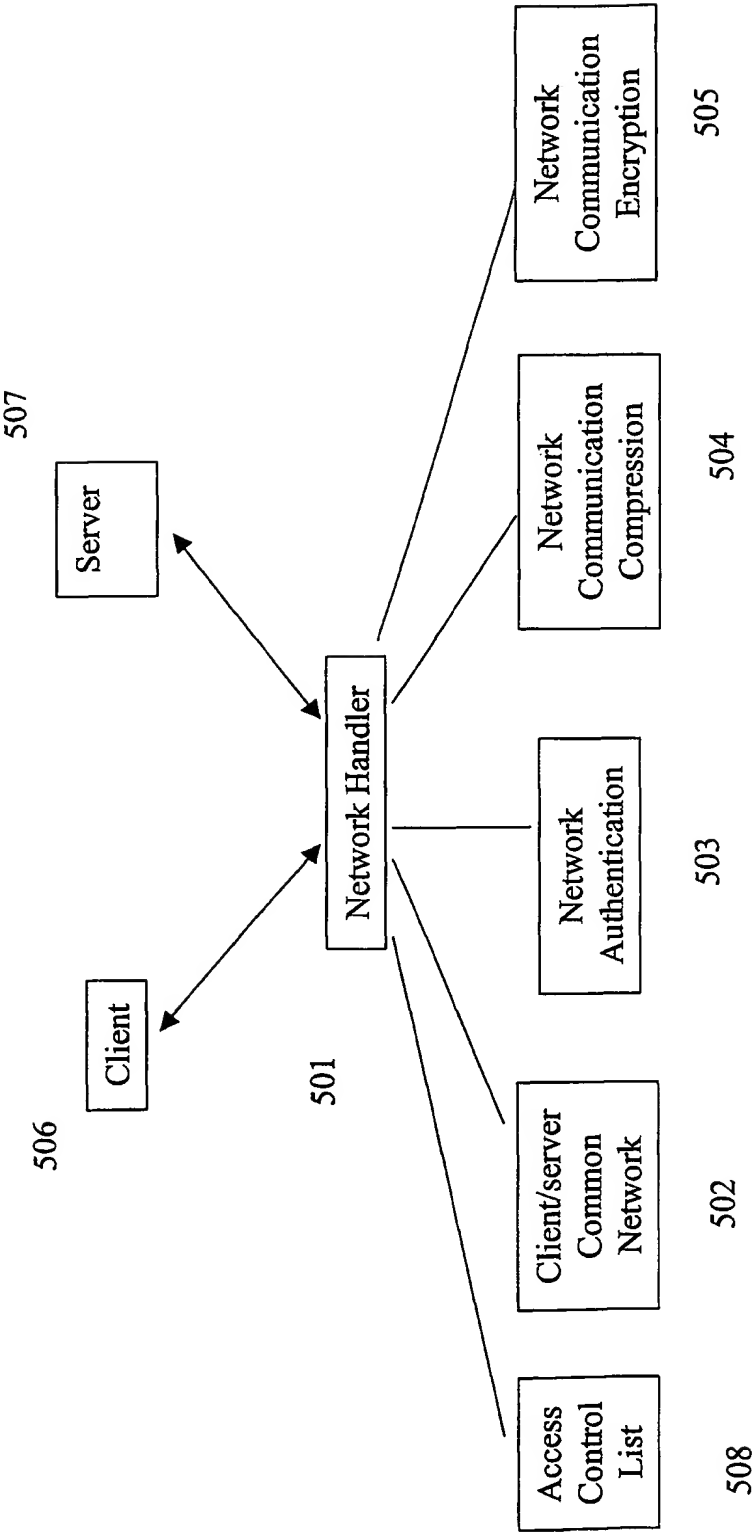 507
Server
506
Client
501
Network Handler
508
Access
Control
List
502
Client/server
Common
Network
503
Network
Authentication
504
Network
Communication
Compression
505
Network
Communication
Encryption